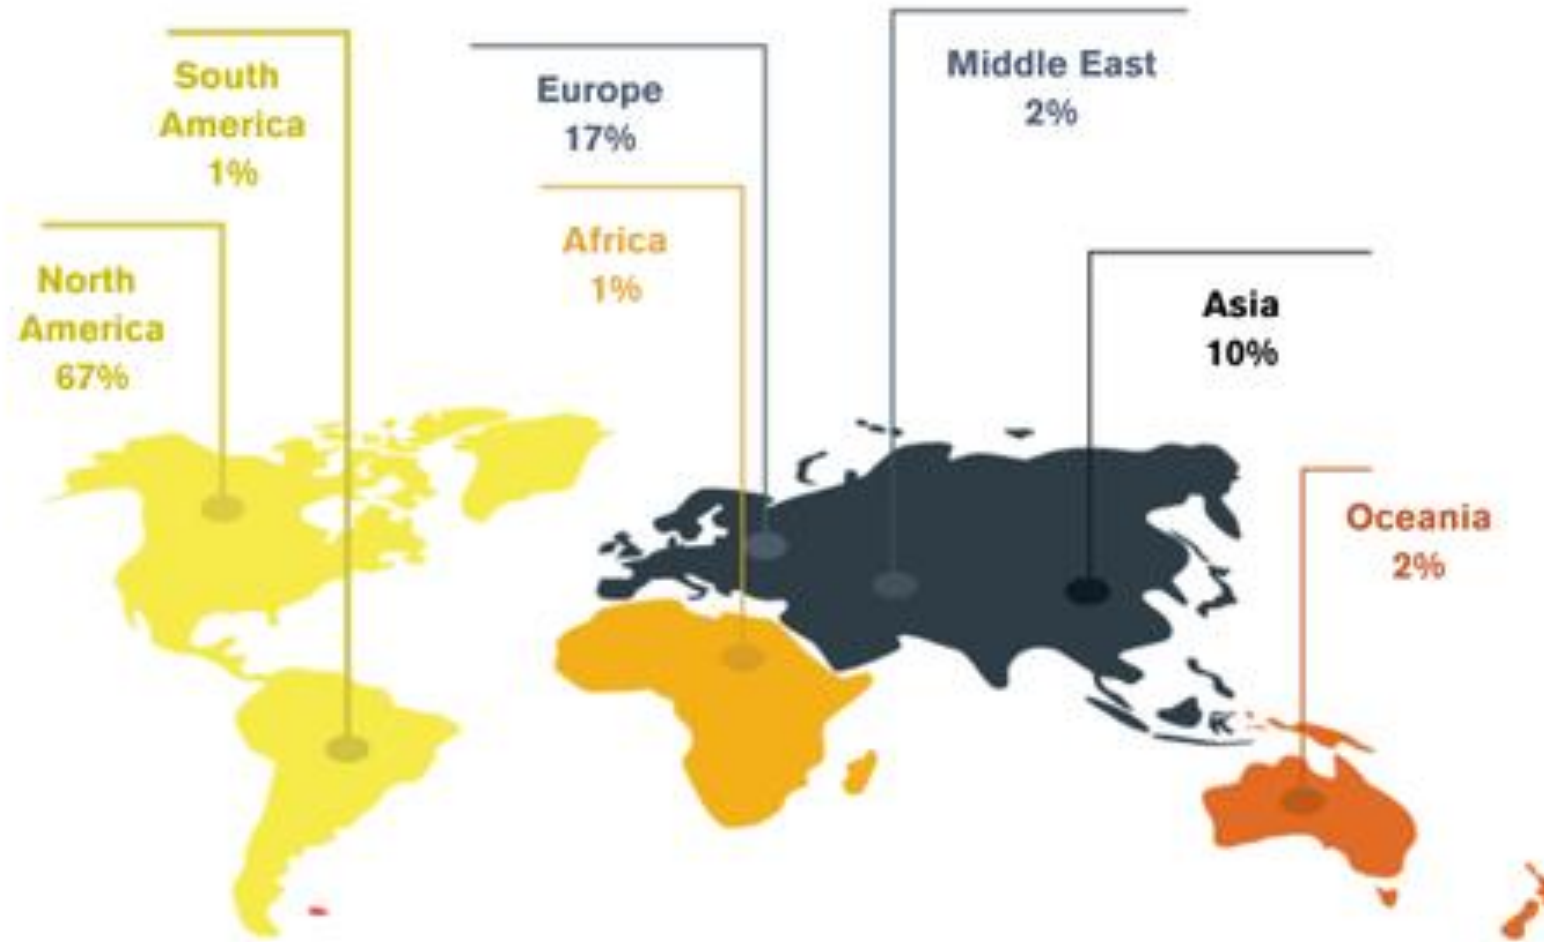 South
America
1%
Europe
17%
Middle East
2%
North
America
67%
Africa
1%
Asia
10%
Oceania
2%